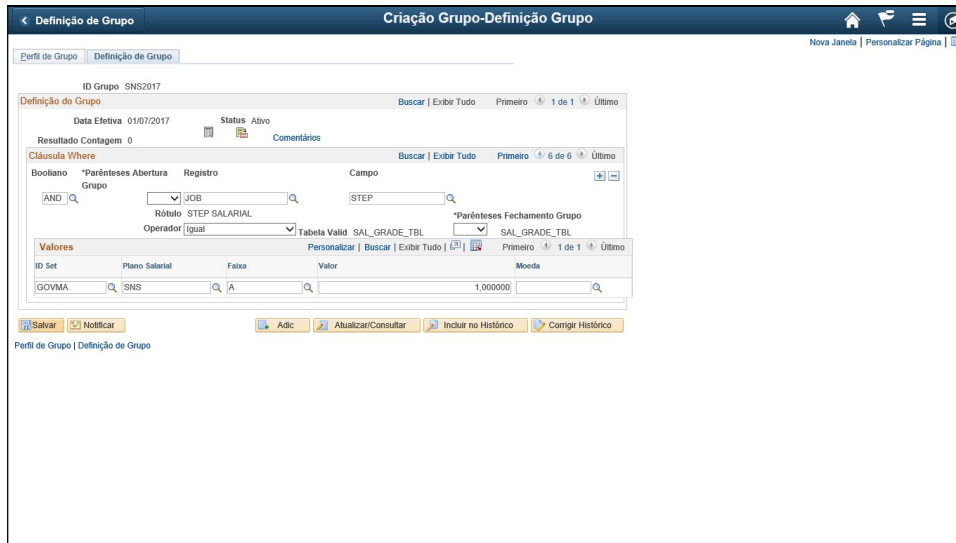 Definição de Grupo
Criação Grupo-Definição Grupo
Nova Janela | Personalizar Página |
Perfil de Grupo
Definição de Grupo
ID Grupo SNS2017
Definição do Grupo Buscar | Exibir Tudo Primeiro 1 de 1 Último
Data Efetiva 01/07/2017 Status Ativo
Resultado Contagem 0 Comentários
Cláusula Where Buscar | Exibir Tudo Primeiro 6 de 6 Último
Booliano *Parênteses Abertura Grupo Registro Campo
AND JOB STEP
Rótulo STEP SALARIAL *Parênteses Fechamento Grupo
Operador Igual Tabela Valid SAL_GRADE_TBL SAL_GRADE_TBL
Valores Personalizar | Buscar | Exibir Tudo | | Primeiro 1 de 1 Último
ID Set Plano Salarial Faixa Valor Moeda
GOVMA SNS A 1,000000
Salvar Notificar Adic Atualizar/Consultar Incluir no Histórico Corrigir Histórico
Perfil de Grupo | Definição de Grupo